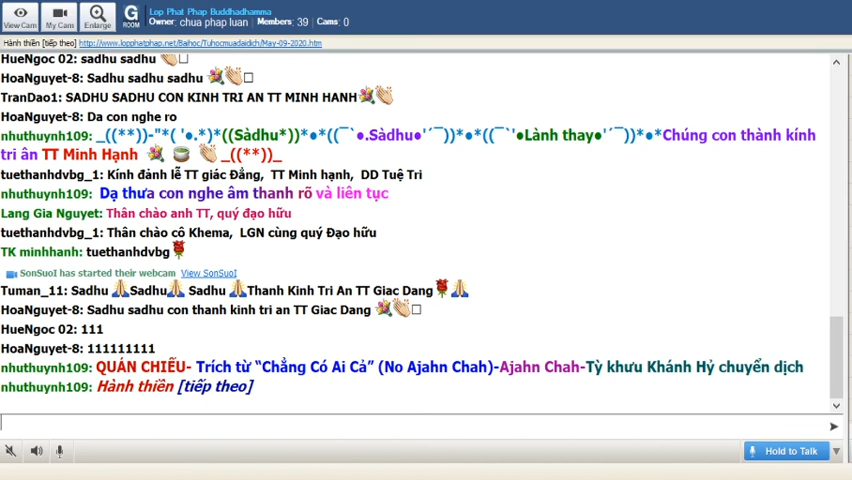 View Cam
My Cam
Enlarge
G
ROOM
Lop Phat Phap Buddhadhamma
Owner: chua phap luan Members: 39 Cams: 0
Hành thiền [tiếp theo] http://www.lopphatphap.net/Baihoc/Tuhocmuadaidich/May-09-2020.htm
HueNgoc 02: sadhu sadhu 👏□
HoaNguyet-8: Sadhu sadhu sadhu 💐👏□
TranDao1: SADHU SADHU CON KINH TRI AN TT MINH HANH💐👏
HoaNguyet-8: Da con nghe ro
nhuthuynh109: _((**))-"*( '●.*)*((Sàdhu*))*●*((¯`●.Sàdhu●'´¯))*●*((¯`'●Lành thay●'´¯))*●*Chúng con thành kính
tri ân TT Minh Hạnh 💐 🍵 👏 _((**))_
tuethanhdvbg_1: Kính đảnh lễ TT giác Đẳng, TT Minh hạnh, DD Tuệ Tri
nhuthuynh109: Dạ thưa con nghe âm thanh rõ và liên tục
Lang Gia Nguyet: Thân chào anh TT, quý đạo hữu
tuethanhdvbg_1: Thân chào cô Khema, LGN cùng quý Đạo hữu
TK minhhanh: tuethanhdvbg🌹
SonSuoI has started their webcam View SonSuoI
Tuman_11: Sadhu 🙏Sadhu🙏 Sadhu 🙏Thanh Kinh Tri An TT Giac Dang🌹🙏
HoaNguyet-8: Sadhu sadhu con thanh kinh tri an TT Giac Dang 💐👏□
HueNgoc 02: 111
HoaNguyet-8: 111111111
nhuthuynh109: QUÁN CHIẾU- Trích từ “Chẳng Có Ai Cả” (No Ajahn Chah)-Ajahn Chah-Tỳ khưu Khánh Hỷ chuyển dịch
nhuthuynh109: Hành thiền [tiếp theo]
Hold to Talk